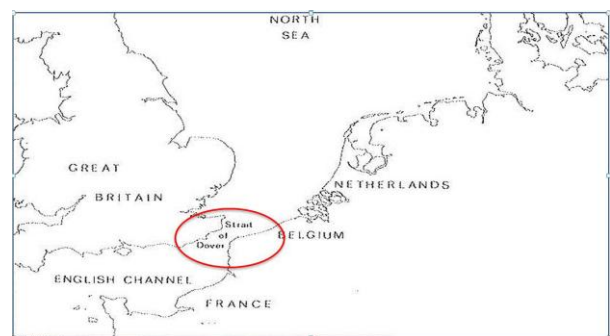 NORTH
SEA
GREAT
BRITAIN
NETHERLANDS
Strait
of
Dover
BELGIUM
ENGLISH CHANNEL
FRANCE